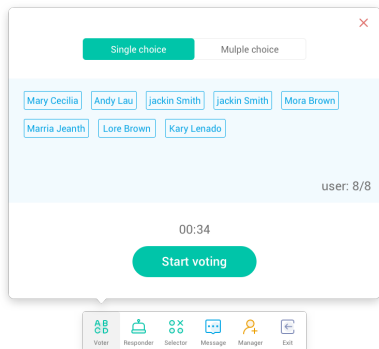 Single choice Mulple choice
Mary Cecilia Andy Lau jackin Smith jackin Smith Mora Brown
Marria Jeanth Lore Brown Kary Lenado
user: 8/8
00:34
Start voting
A B
C D
Voter Responder Selector Message Manager Exit